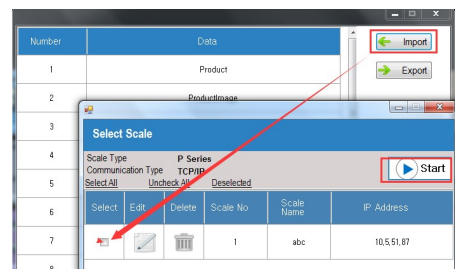 Number Data Import
1 Product Export
2 ProductImage
3
Select Scale
4 Scale Type P Series
Communication Type TCP/IP Start
5 Select All Uncheck All Deselected
6 Select Edit Delete Scale No Scale Name IP Address
7 1 abc 10,5,51,87